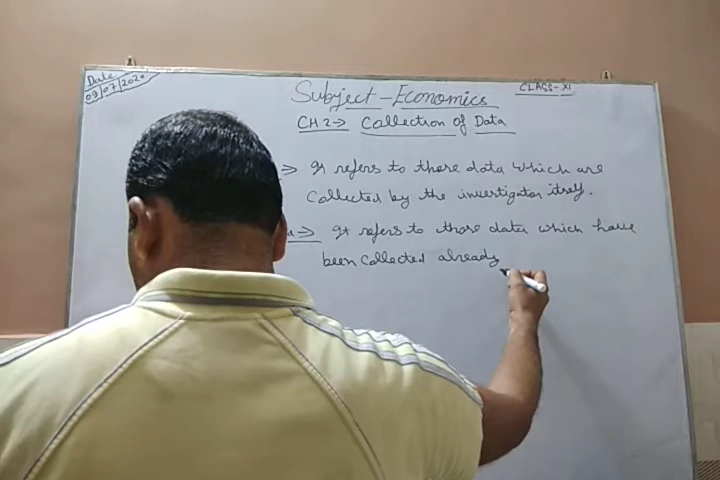 Date
09/07/2020
Subject - Economics
CLASS - XI
CH.2 → Collection of Data
⇒ It refers to those data which are
collected by the investigator itself.
a ⇒ It refers to those data which have
been collected already